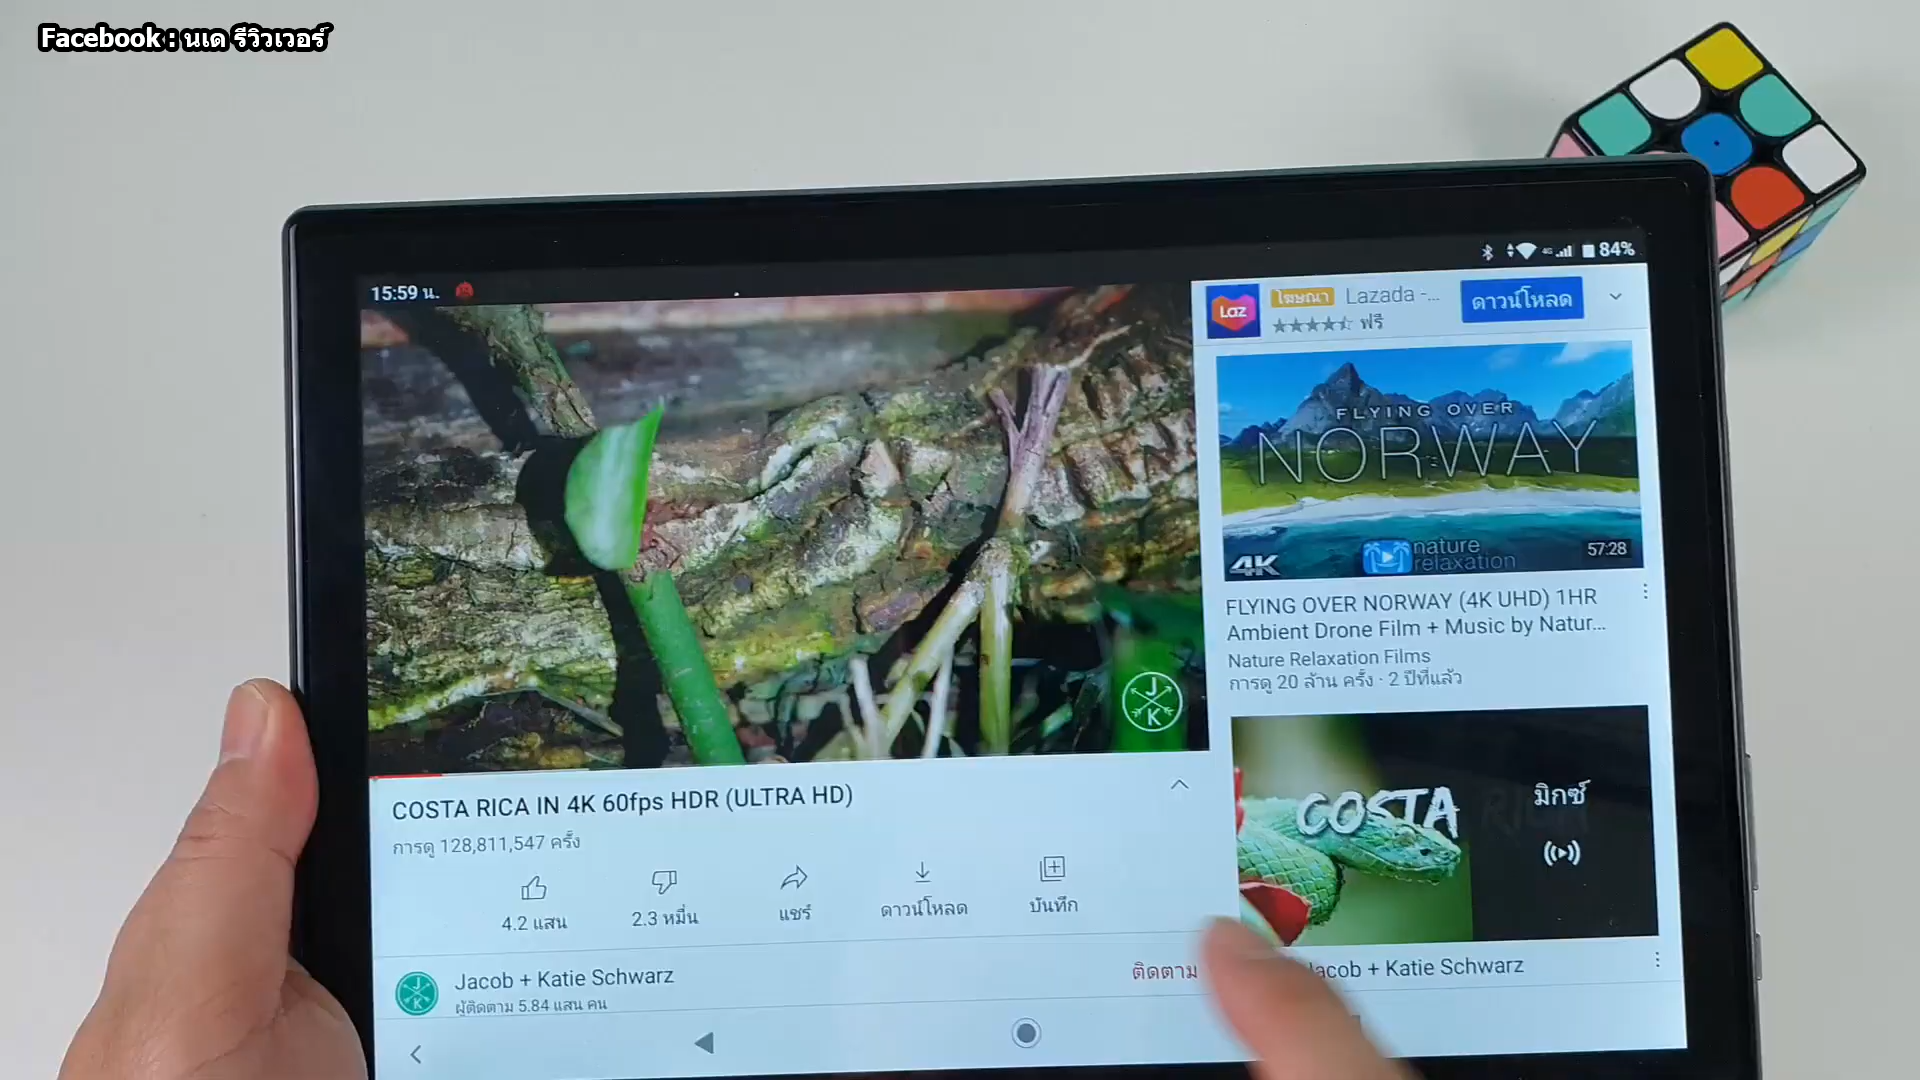 Facebook : นเด รีวิวเวอร์
15:59 น.
4G
84%
Laz
โฆษณา Lazada -...
ฟรี
ดาวน์โหลด
FLYING OVER
NORWAY
4K
nature
relaxation
57:28
FLYING OVER NORWAY (4K UHD) 1HR
Ambient Drone Film + Music by Natur...
Nature Relaxation Films
การดู 20 ล้าน ครั้ง · 2 ปีที่แล้ว
J
K
COSTA RICA IN 4K 60fps HDR (ULTRA HD)
การดู 128,811,547 ครั้ง
4.2 แสน
2.3 หมื่น
แชร์
ดาวน์โหลด
บันทึก
COSTA RICA
มิกซ์
J
K
Jacob + Katie Schwarz
ผู้ติดตาม 5.84 แสน คน
ติดตาม
Jacob + Katie Schwarz